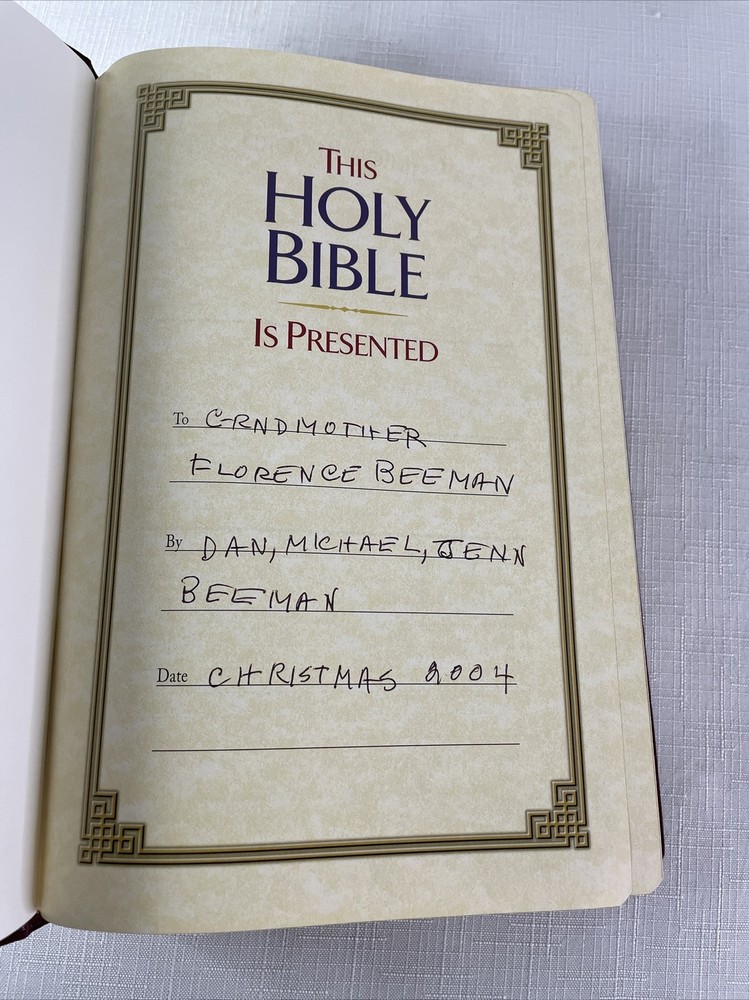 THIS
HOLY
BIBLE
IS PRESENTED
To GRNDMOTHER
FLORENCE BEEMAN
By DAN, MICHAEL, JENN
BEEMAN
Date CHRISTMAS 2004